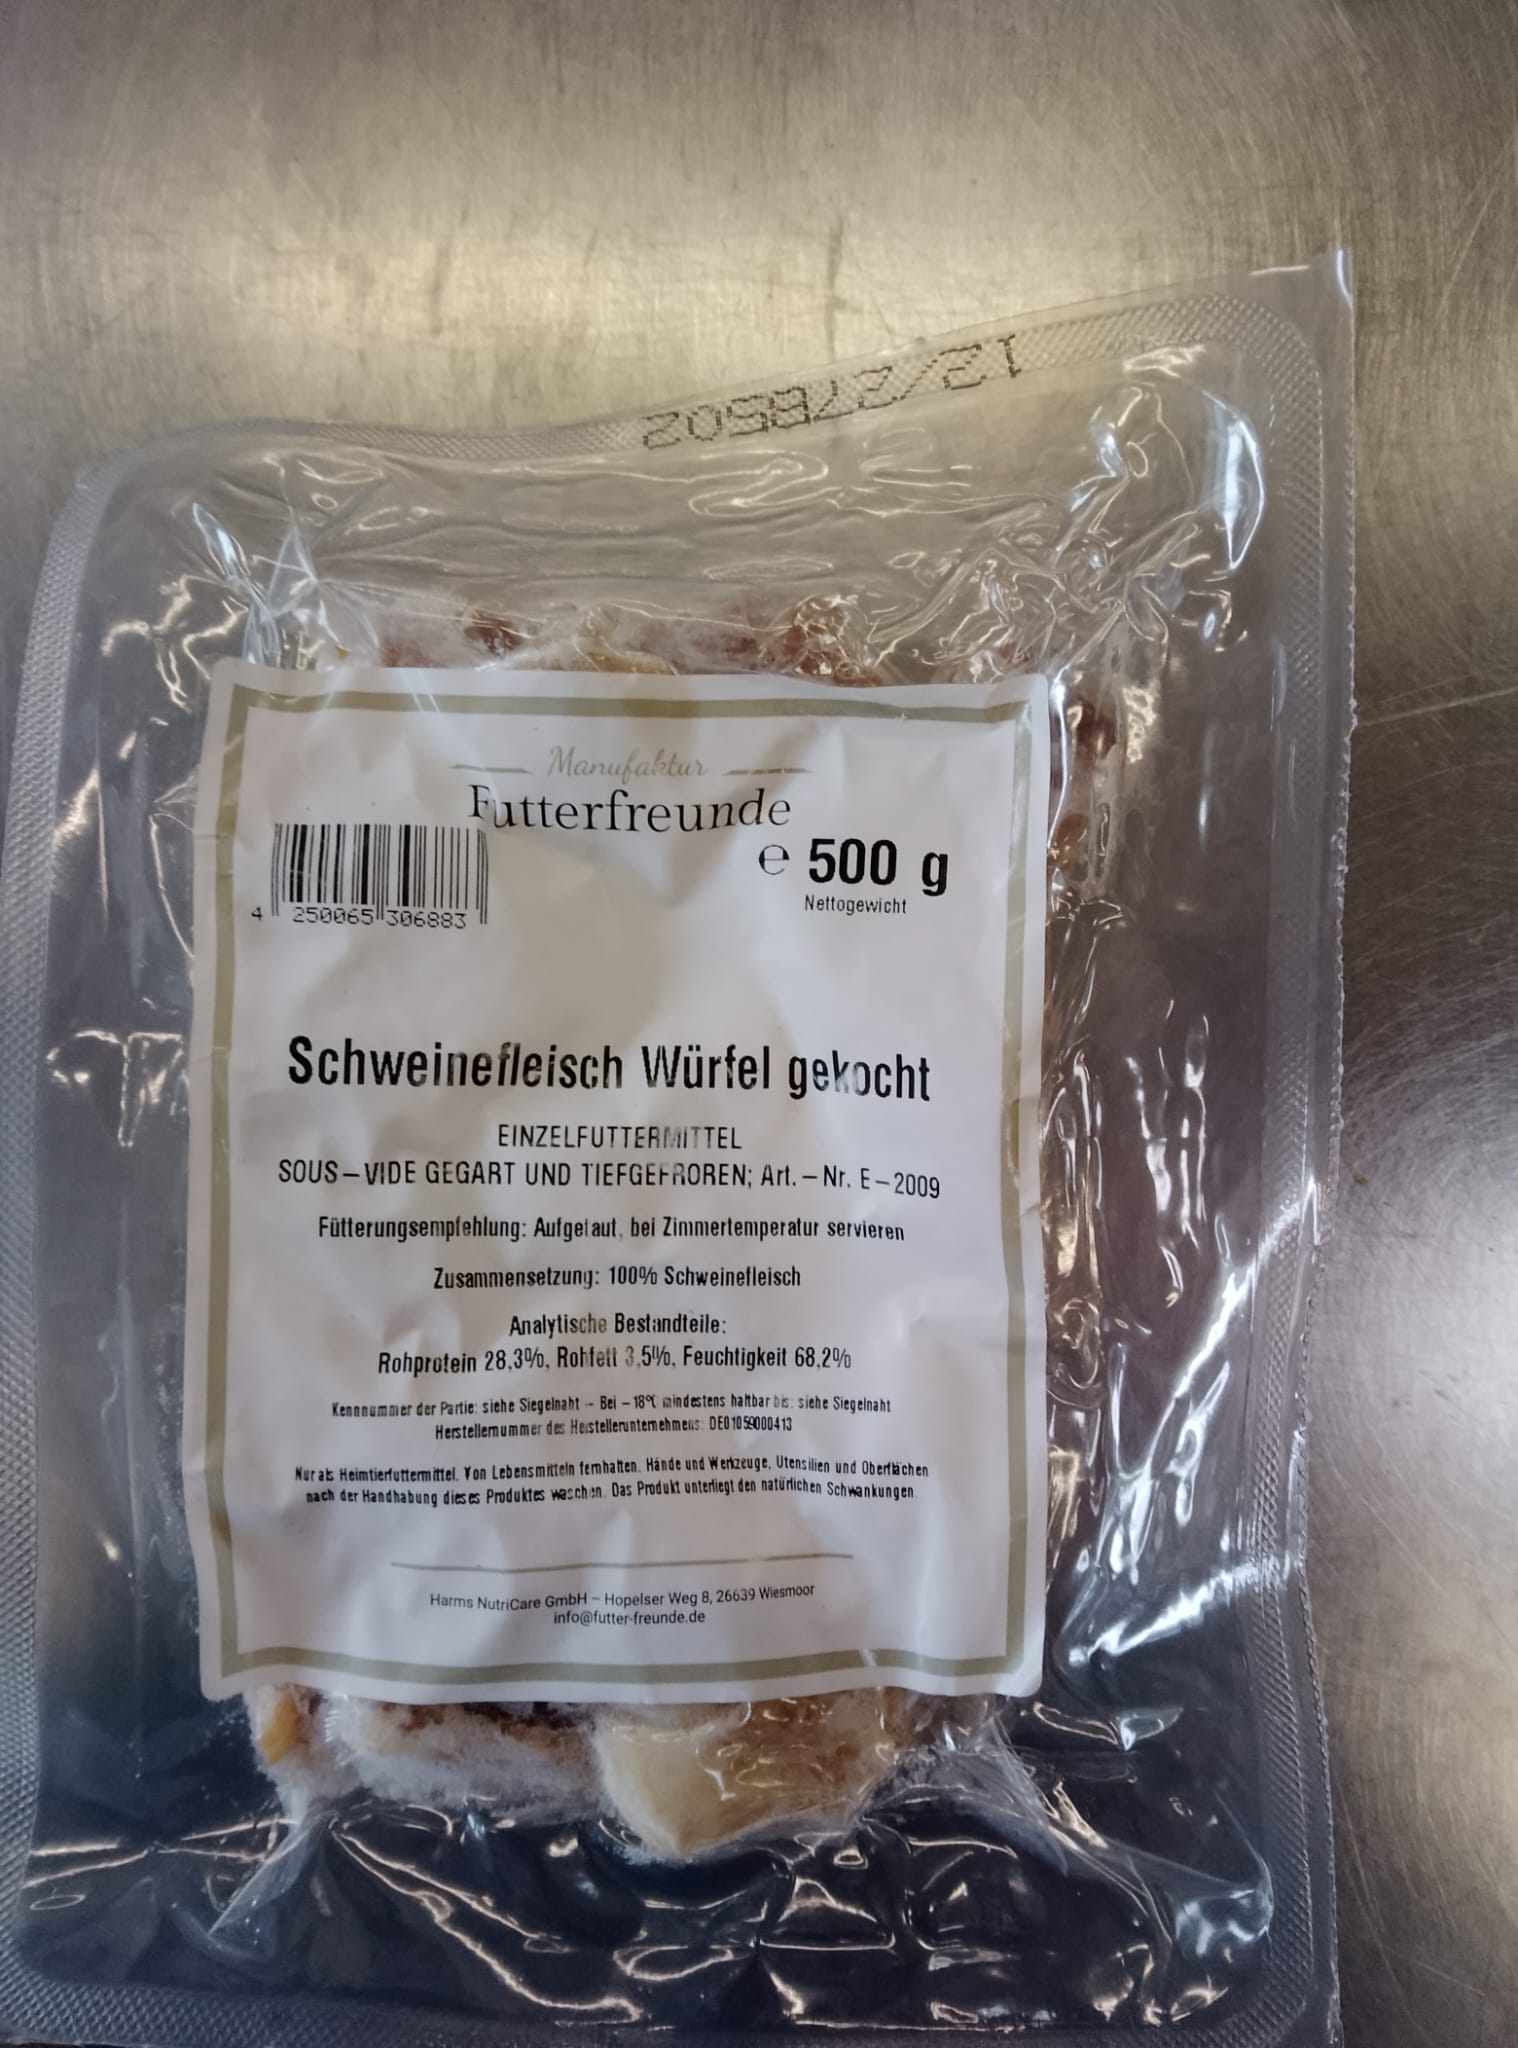 12/278502
Manufaktur
Futterfreunde
℮ 500 g
Nettogewicht
4 250065 306883
Schweinefleisch Würfel gekocht
EINZELFUTTERMITTEL
SOUS-VIDE GEGART UND TIEFGEFROREN; Art.-Nr. E-2009
Fütterungsempfehlung: Aufgetaut, bei Zimmertemperatur servieren
Zusammensetzung: 100% Schweinefleisch
Analytische Bestandteile:
Rohprotein 28,3%, Rohfett 3,5%, Feuchtigkeit 68,2%
Kennnummer der Partie: siehe Siegelnaht - Bei -18°C mindestens haltbar bis: siehe Siegelnaht
Herstellernummer des Herstellerunternehmens: DE01059000413
Nur als Heimtierfuttermittel. Von Lebensmitteln fernhalten. Hände und Werkzeuge, Utensilien und Oberflächen
nach der Handhabung dieses Produktes waschen. Das Produkt unterliegt den natürlichen Schwankungen.
Harms NutriCare GmbH – Hopelser Weg 8, 26639 Wiesmoor
info@futter-freunde.de